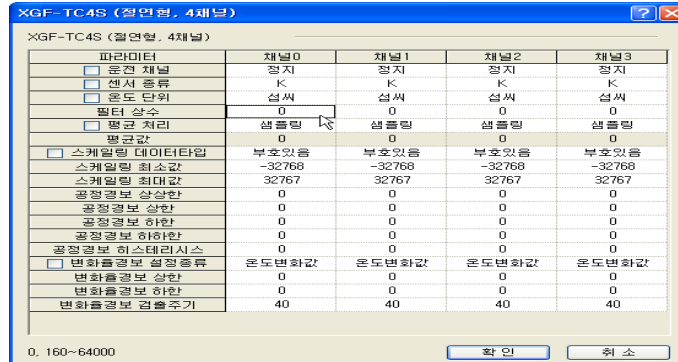 XGF-TC4S (절연형, 4채널)
XGF-TC4S (절연형, 4채널)
파라미터 채널0 채널1 채널2 채널3
운전 채널 정지 정지 정지 정지
센서 종류 K K K K
온도 단위 섭씨 섭씨 섭씨 섭씨
필터 상수 0 0 0 0
평균 처리 샘플링 샘플링 샘플링 샘플링
평균값 0 0 0 0
스케일링 데이터타입 부호있음 부호있음 부호있음 부호있음
스케일링 최소값 -32768 -32768 -32768 -32768
스케일링 최대값 32767 32767 32767 32767
공정경보 상상한 0 0 0 0
공정경보 상한 0 0 0 0
공정경보 하한 0 0 0 0
공정경보 하하한 0 0 0 0
공정경보 히스테리시스 0 0 0 0
변화율경보 설정종류 온도변화값 온도변화값 온도변화값 온도변화값
변화율경보 상한 0 0 0 0
변화율경보 하한 0 0 0 0
변화율경보 검출주기 40 40 40 40
0, 160~64000 확 인 취 소